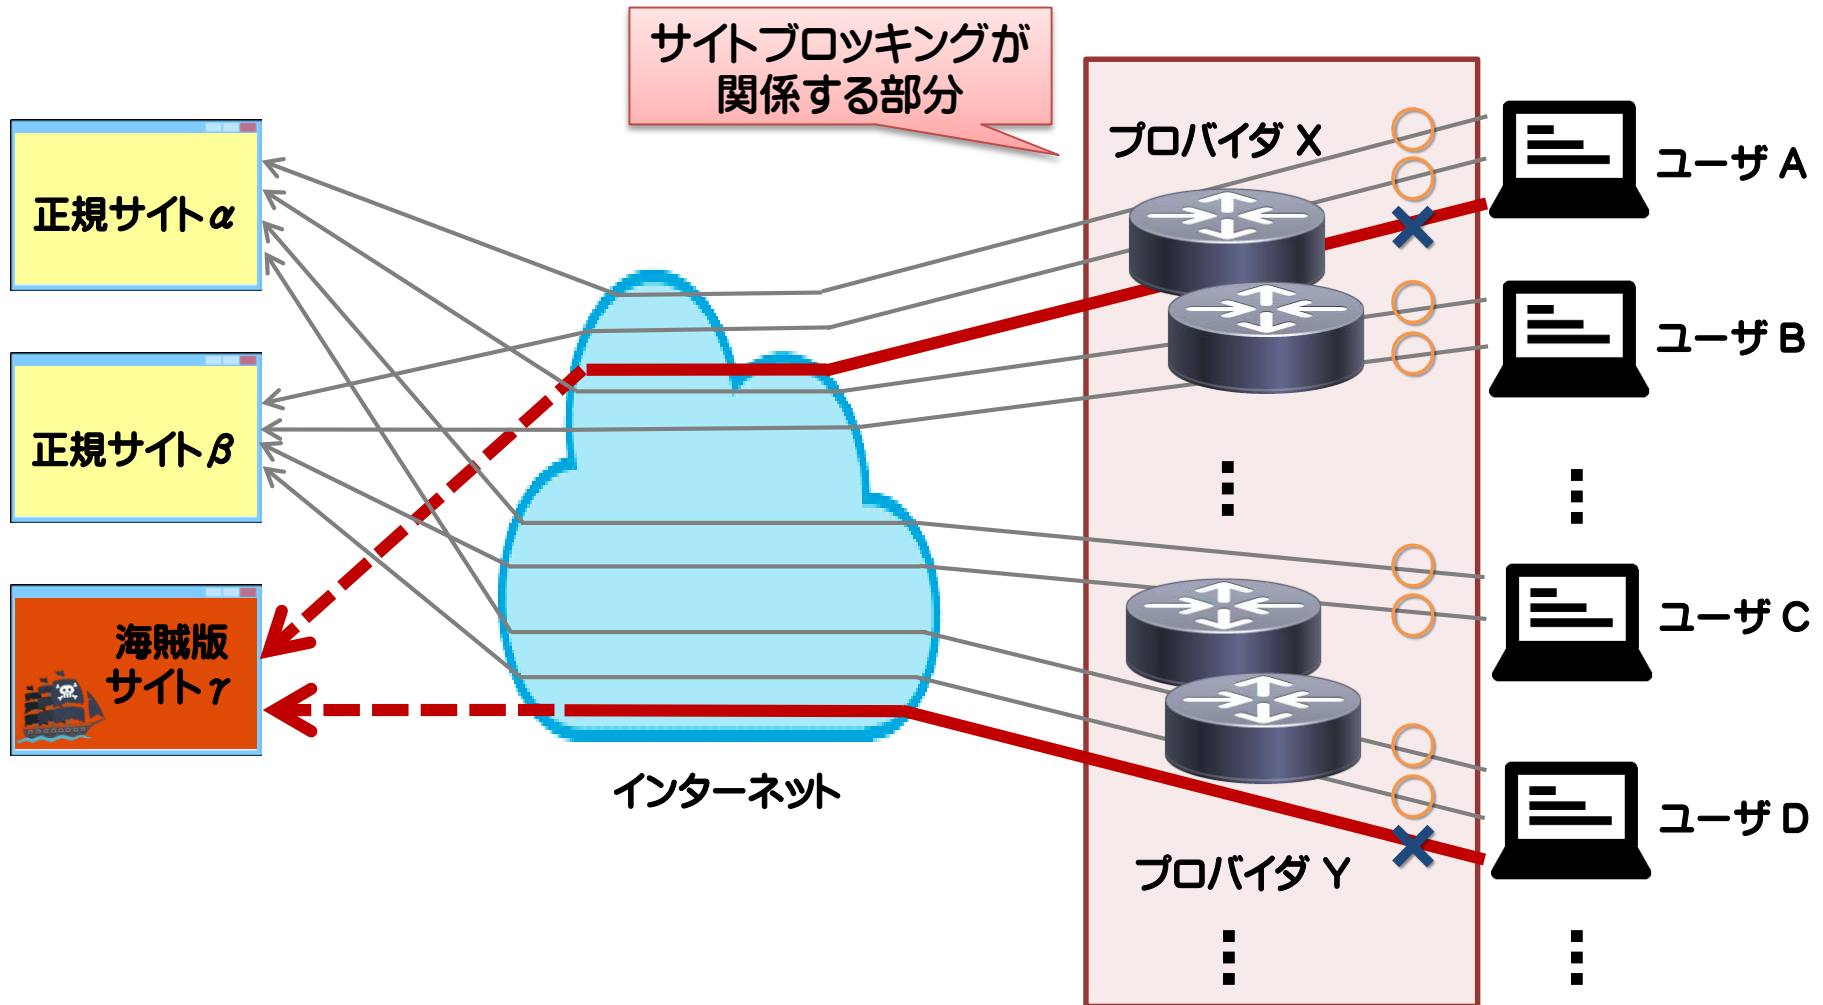 サイトブロッキングが
関係する部分
プロバイダ X
ユーザ A
正規サイトα
ユーザ B
正規サイトβ
海賊版
サイトγ
ユーザ C
インターネット
ユーザ D
プロバイダ Y